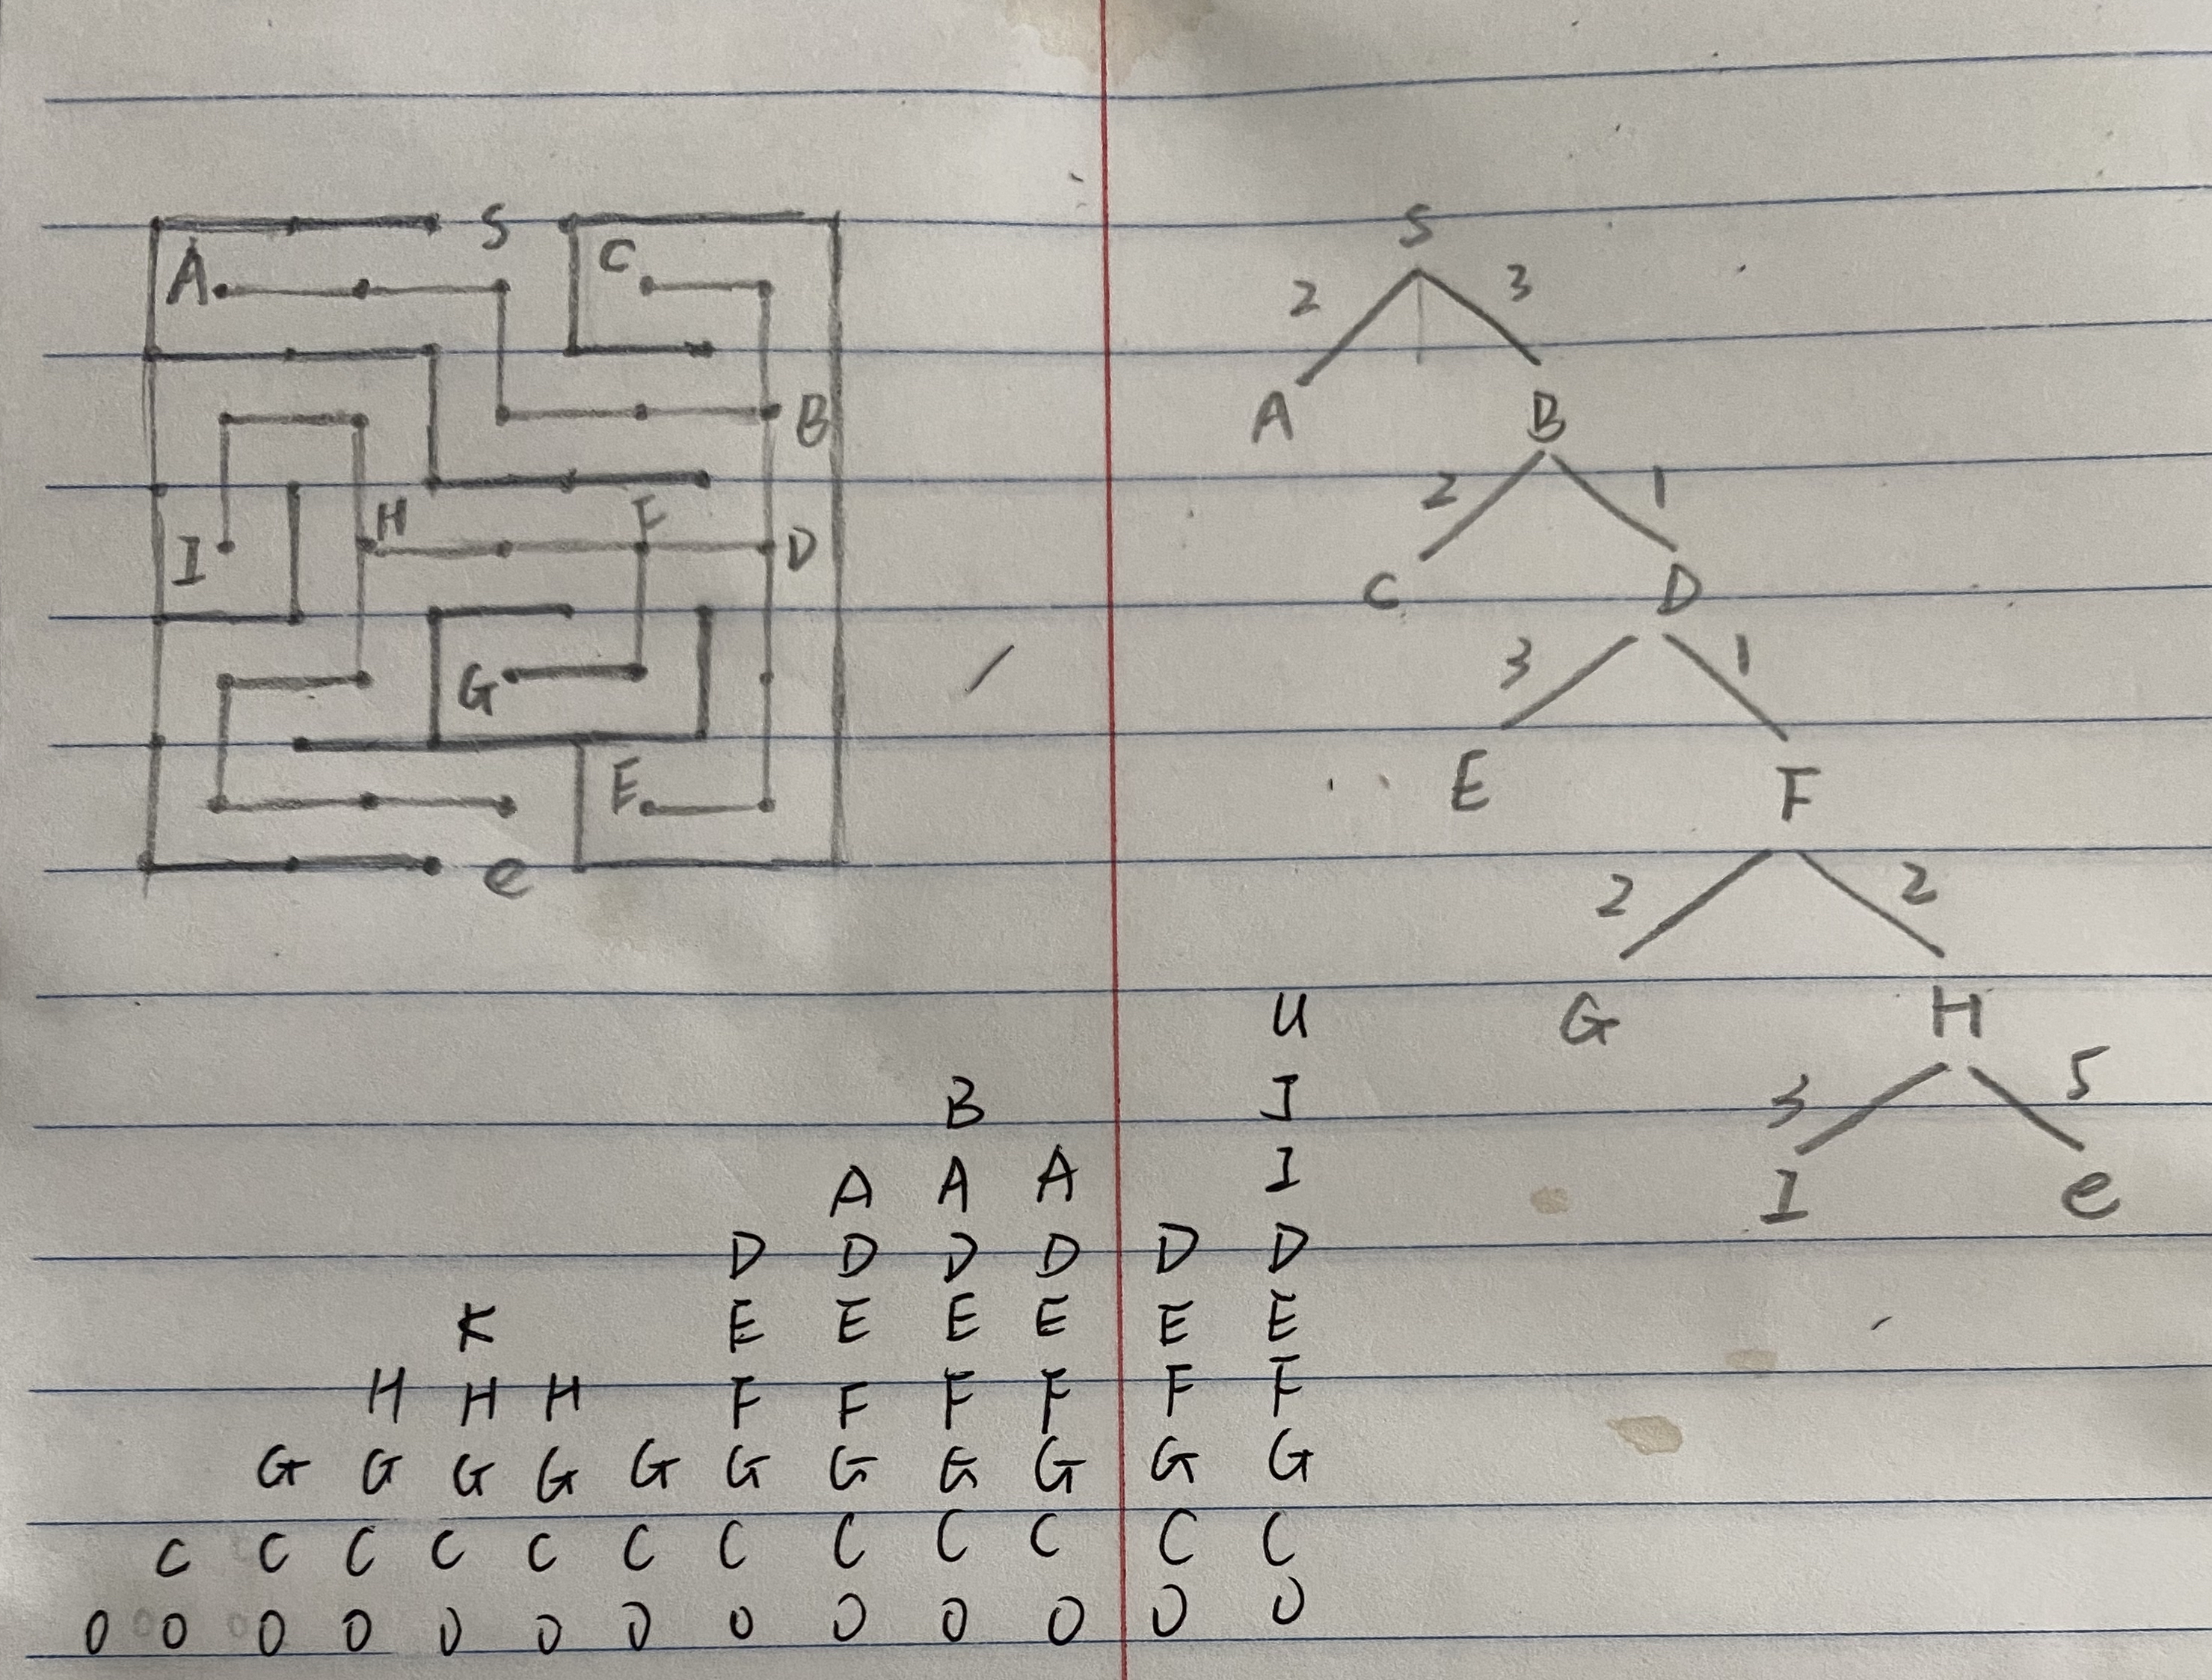 S
A C
B
H F
I D
G
E
e
S
2 3
A B
2 1
C D
3 1
E F
2 2
G H
3 5
I e
U
B J
A A A I
D D D D D D
K E E E E E E
H H H F F F F F F
G G G G G G G G G G G
C C C C C C C C C C C C
0 0 0 0 0 0 0 0 0 0 0 0 0